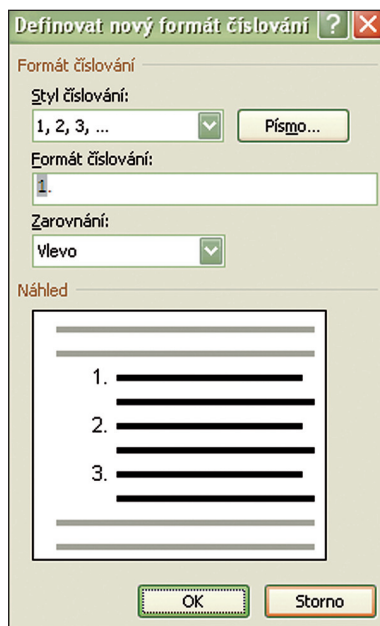 Definovat nový formát číslování
Formát číslování
Styl číslování:
1, 2, 3, ... Písmo...
Formát číslování:
1.
Zarovnání:
Vlevo
Náhled
1.
2.
3.
OK Storno